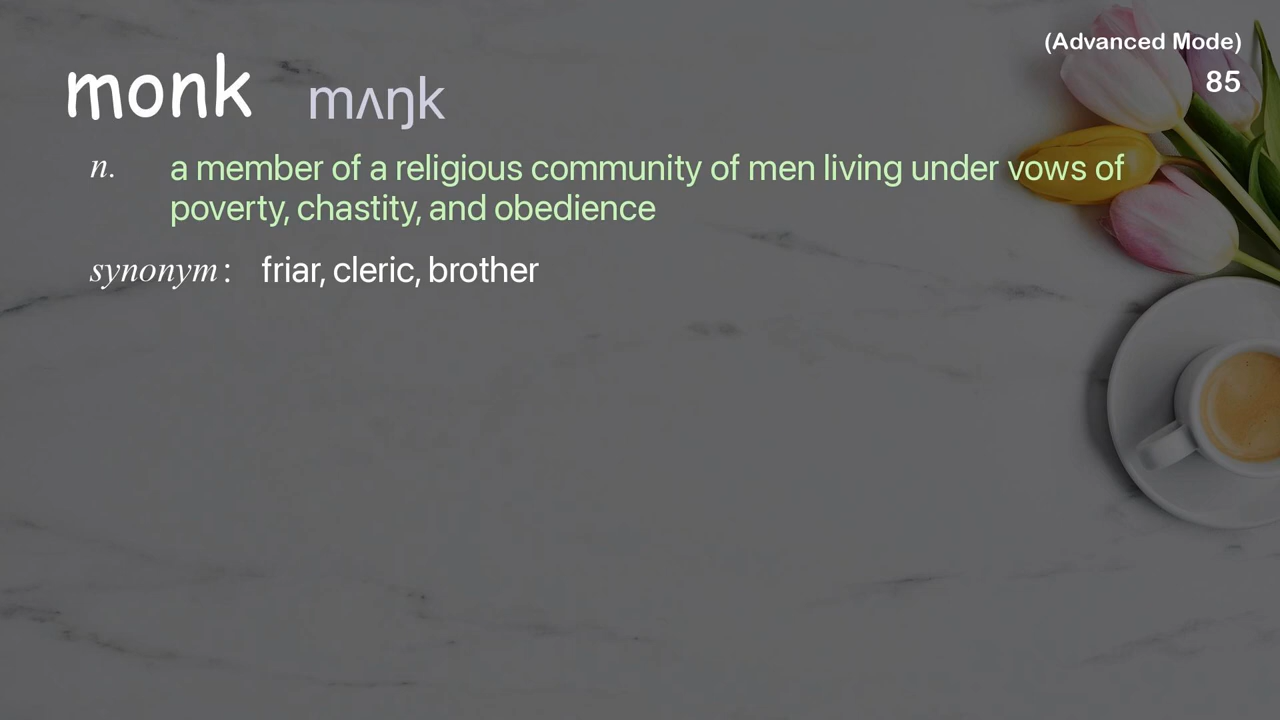 (Advanced Mode)
85
monk mʌŋk
n. a member of a religious community of men living under vows of
poverty, chastity, and obedience
synonym: friar, cleric, brother